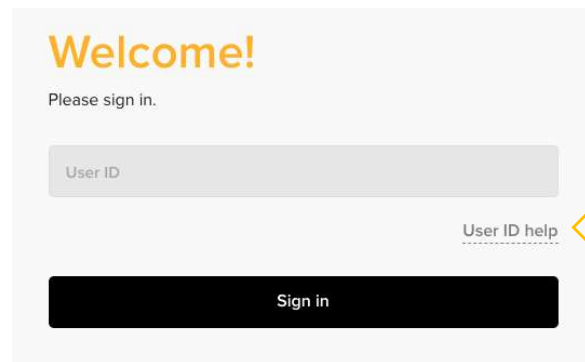 Welcome!
Please sign in.
User ID
User ID help
Sign in